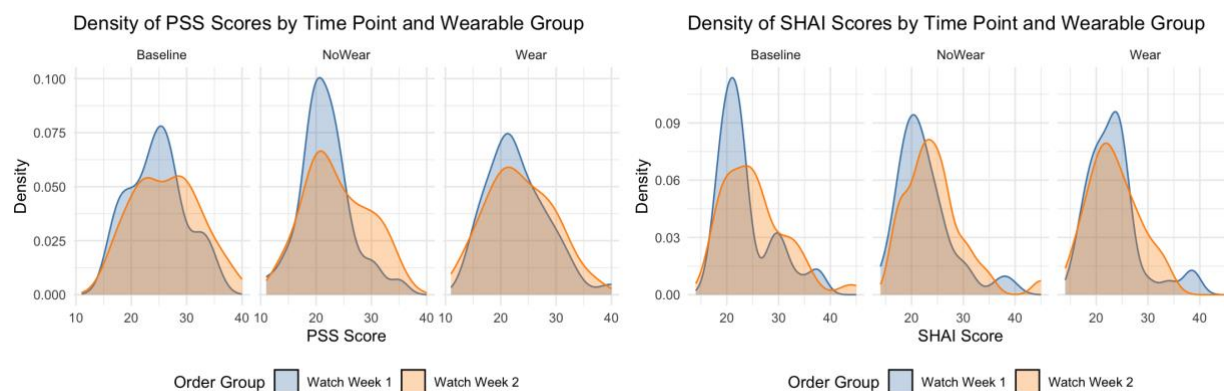 Density of PSS Scores by Time Point and Wearable Group
Baseline NoWear Wear
0.100
0.075
0.050
0.025
0.000
Density
10 20 30 40 10 20 30 40 10 20 30 40
PSS Score
Order Group Watch Week 1 Watch Week 2
Density of SHAI Scores by Time Point and Wearable Group
Baseline NoWear Wear
0.09
0.06
0.03
0.00
Density
20 30 40 20 30 40 20 30 40
SHAI Score
Order Group Watch Week 1 Watch Week 2